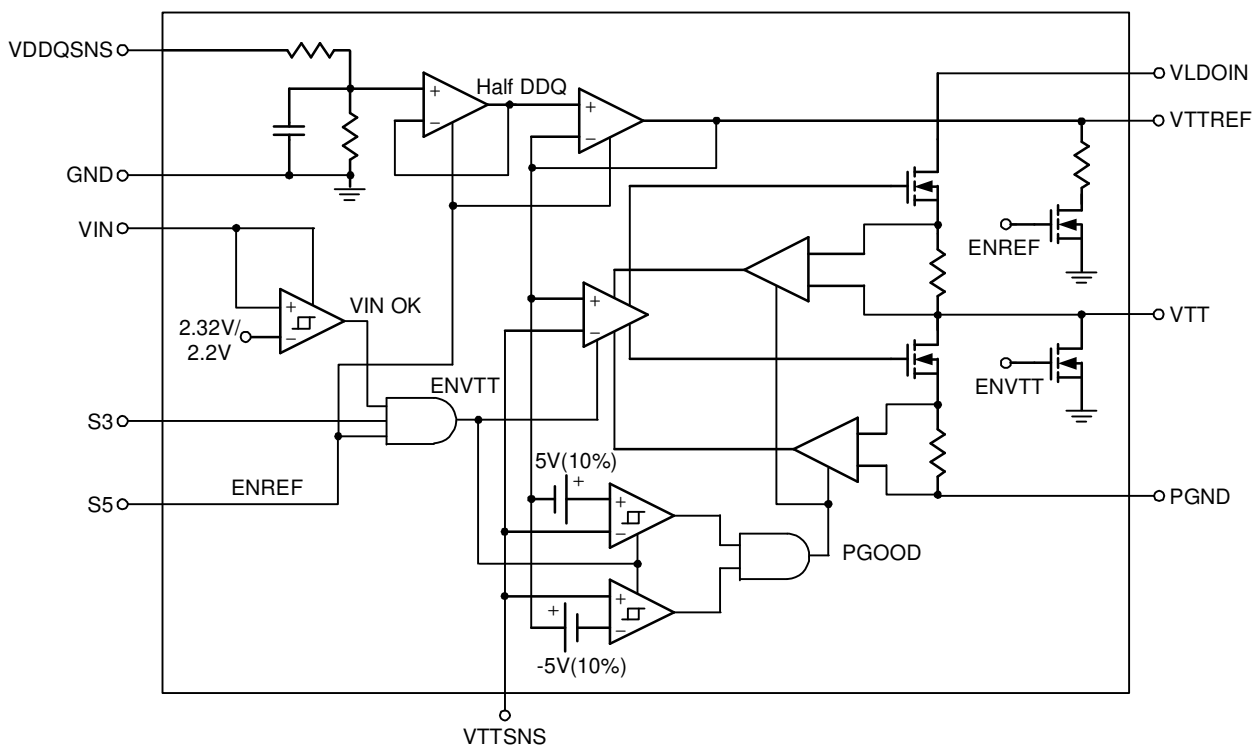 VDDQSNS
VLDOIN
Half DDQ
+
−
+
−
VTTREF
GND
VIN
ENREF
VIN OK
+
−
2.32V/
2.2V
+
−
VTT
ENVTT
ENVTT
S3
5V(10%)
+
ENREF
S5
+
−
PGND
PGOOD
+
+
−
-5V(10%)
VTTSNS